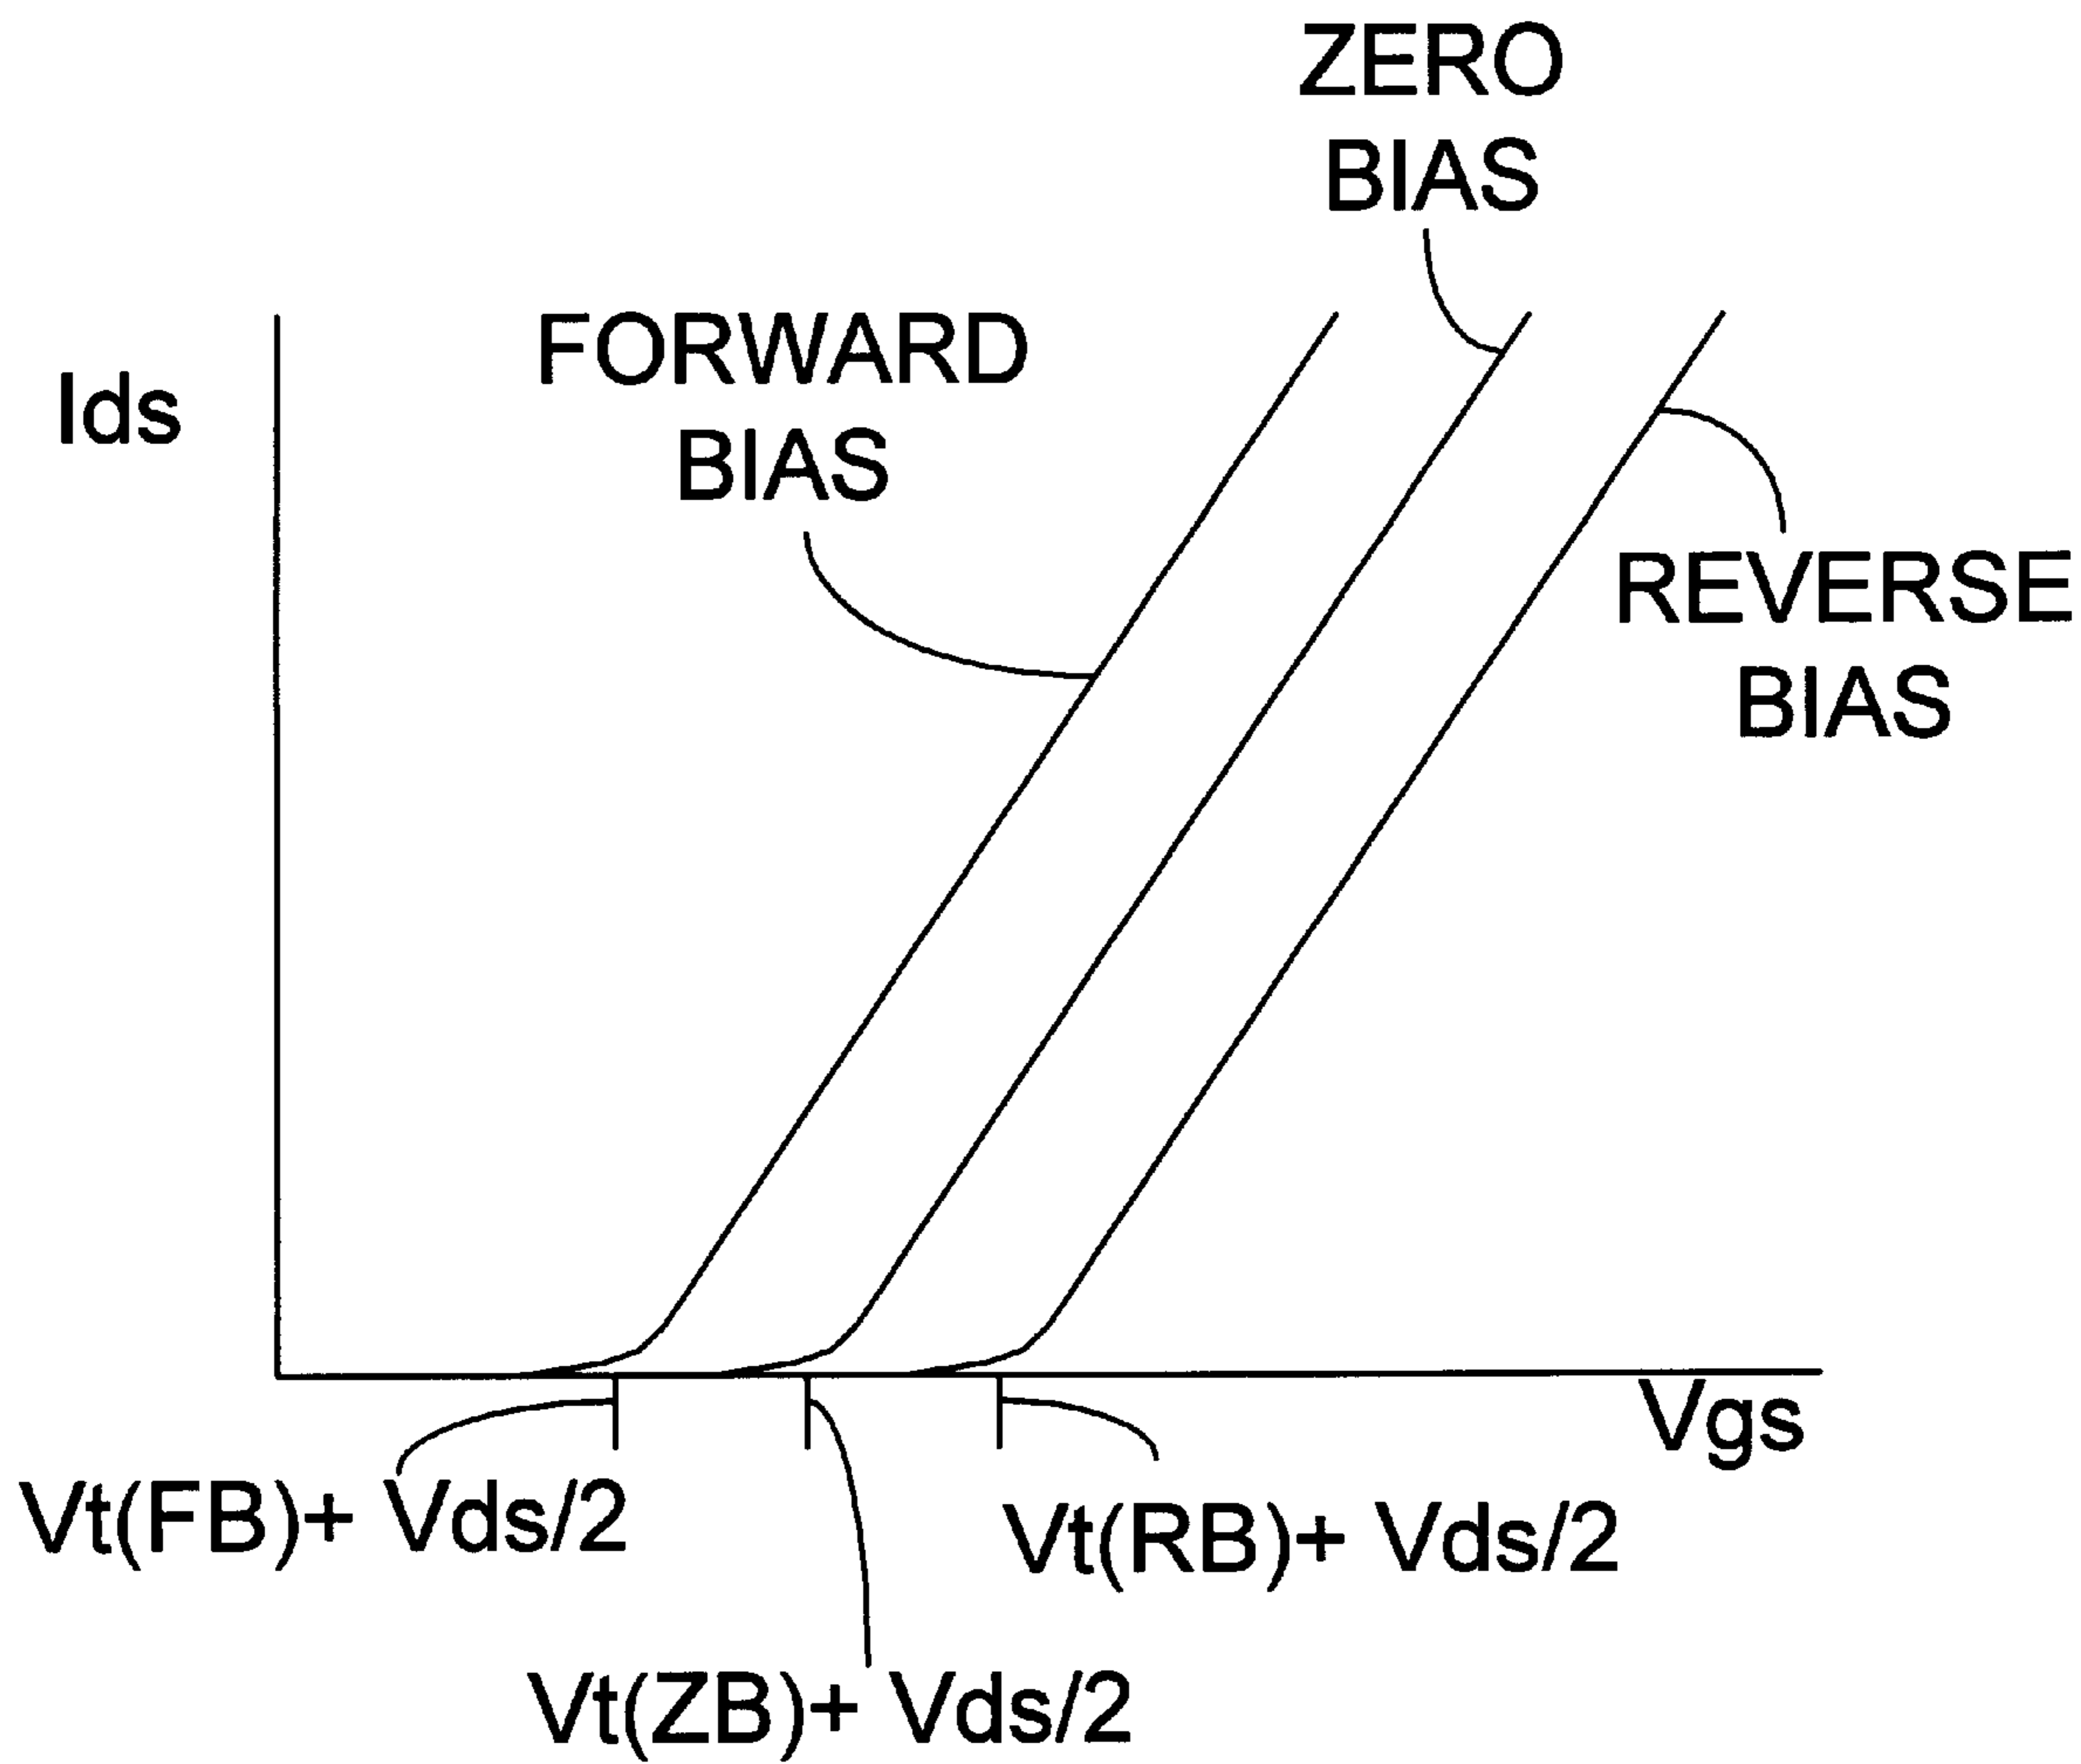 ZERO
BIAS
FORWARD
BIAS
Ids
REVERSE
BIAS
Vgs
Vt(FB)+ Vds/2
Vt(RB)+ Vds/2
Vt(ZB)+ Vds/2